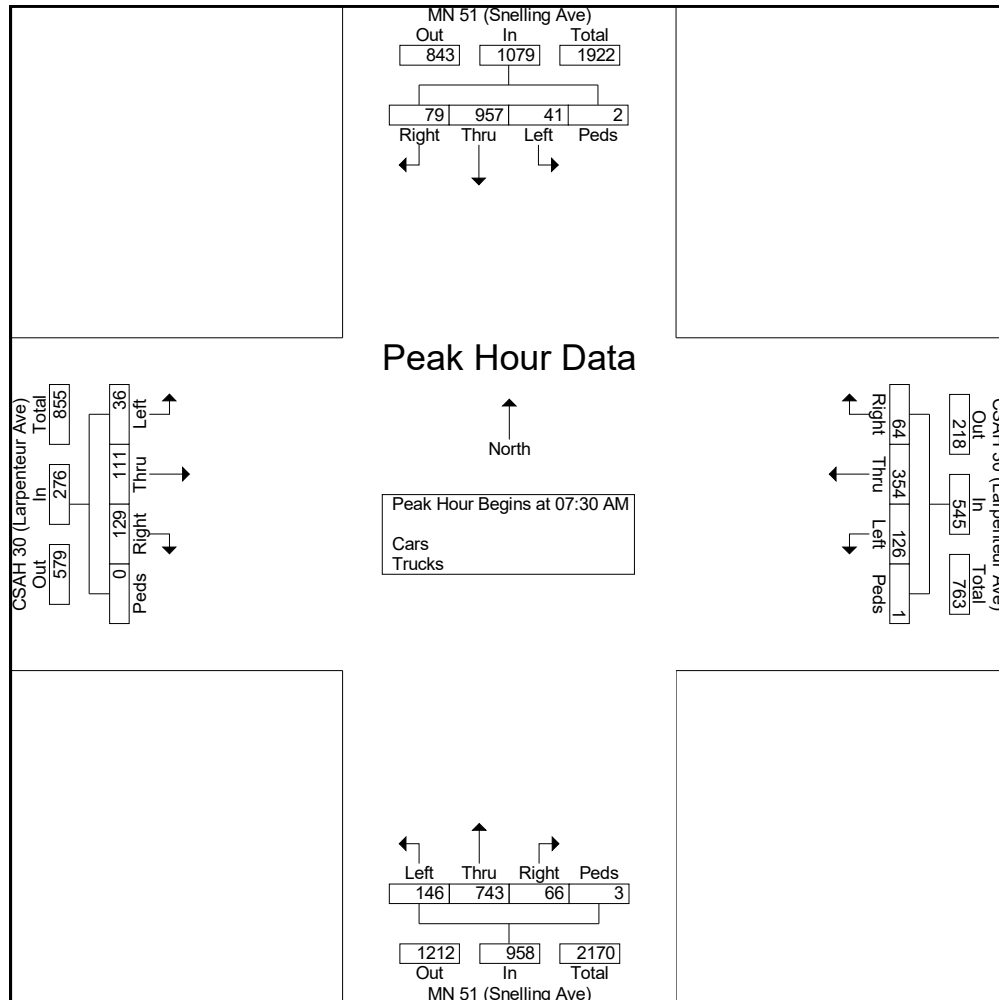 MN 51 (Snelling Ave)
Out In Total
843 1079 1922
79 957 41 2
Right Thru Left Peds
Peak Hour Data
North
Peak Hour Begins at 07:30 AM
Cars
Trucks
CSAH 30 (Larpenteur Ave)
Out In Total
579 276 855
36 111 129 0
Left Thru Right Peds
CSAH 30 (Larpenteur Ave)
Out In Total
218 545 763
64 354 126 1
Right Thru Left Peds
Left Thru Right Peds
146 743 66 3
1212 958 2170
Out In Total
MN 51 (Snelling Ave)